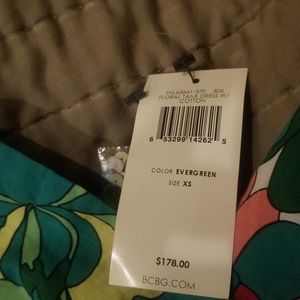 FLORAL TANK DRESS W/
COTTON
6 53299 14262 5
COLOR EVERGREEN
SIZE XS
$178.00
BCBG.COM